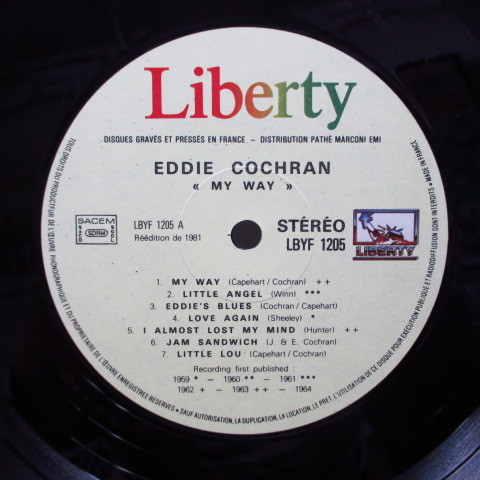 Liberty
DISQUES GRAVÉS ET PRESSÉS EN FRANCE. – DISTRIBUTION PATHÉ MARCONI EMI
EDDIE COCHRAN
« MY WAY »
SACEM
SDRM
LBYF 1205 A
Réédition de 1981
STÉRÉO
LBYF 1205
LIBERTY
1. MY WAY (Capehart / Cochran) ++
2. LITTLE ANGEL (Winn) ***
3. EDDIE'S BLUES (Cochran / Capehart)
4. LOVE AGAIN (Sheeley) *
5. I ALMOST LOST MY MIND (Hunter) ++
6. JAM SANDWICH (J. & E. Cochran)
7. LITTLE LOU (Capehart / Cochran)
Recording first published :
1959 * – 1960 ** – 1961 ***
1962 + – 1963 ++ – 1964
TOUS DROITS DU PRODUCTEUR DE L'ŒUVRE PHONOGRAPHIQUE ET DU PROPRIÉTAIRE DE L'ŒUVRE ENREGISTRÉE RÉSERVÉS • SAUF AUTORISATION, LA DUPLICATION, LA LOCATION, LE PRÊT, L'UTILISATION DE CE DISQUE POUR EXÉCUTION PUBLIQUE ET RADIODIFFUSION SONT INTERDITS • MADE IN FRANCE